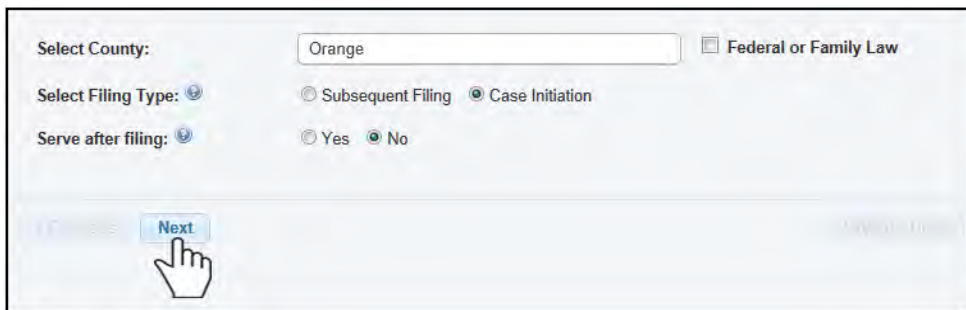 Select County: Orange Federal or Family Law
Select Filing Type: Subsequent Filing Case Initiation
Serve after filing: Yes No
Next